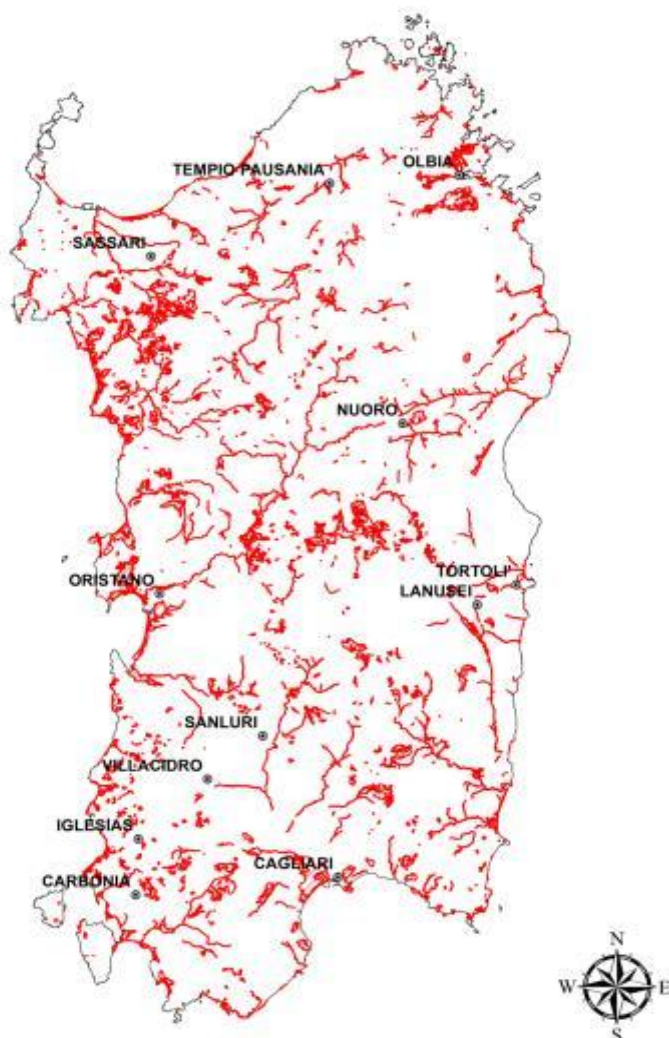 OLBIA
TEMPIO PAUSANIA
SASSARI
NUORO
TORTOLI'
ORISTANO
LANUSEI
SANLURI
VILLACIDRO
IGLESIAS
CAGLIARI
CARBONIA
N
W E
S